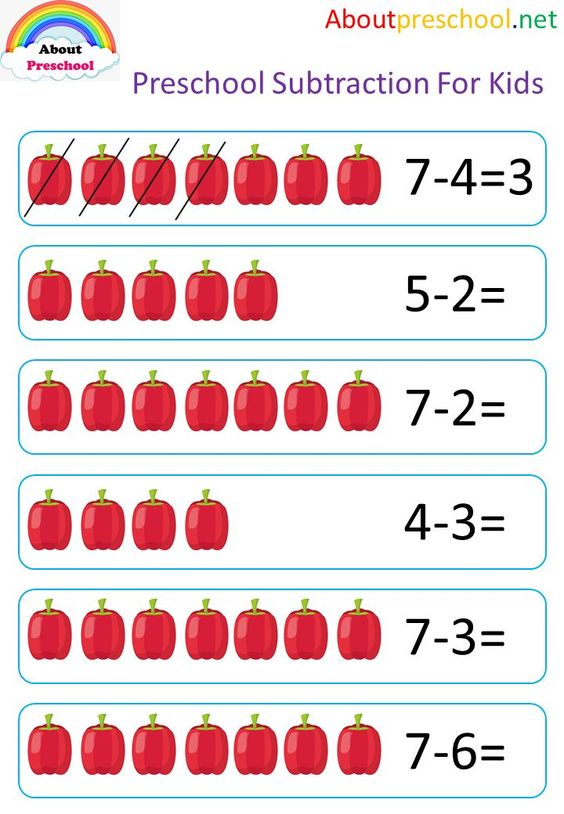 Aboutpreschool.net
About
Preschool
Preschool Subtraction For Kids
7-4=3
5-2=
7-2=
4-3=
7-3=
7-6=